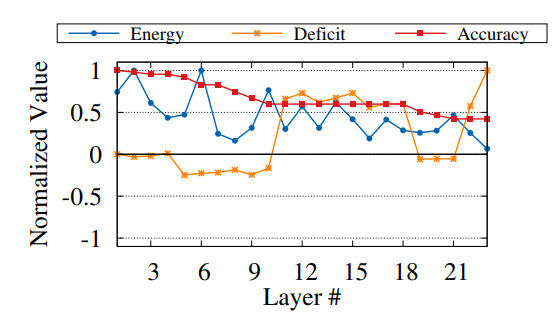 Energy Deficit Accuracy
Normalized Value
1
0.5
0
-0.5
-1
3 6 9 12 15 18 21
Layer #